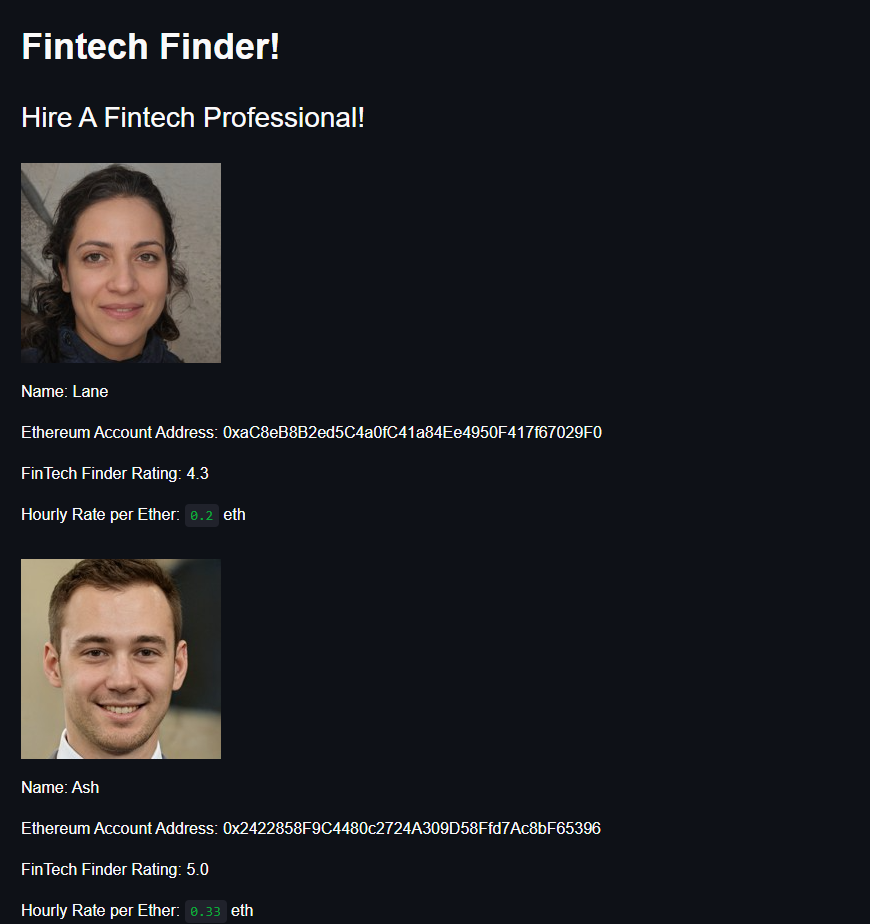 Fintech Finder!
Hire A Fintech Professional!
Name: Lane
Ethereum Account Address: 0xaC8eB8B2ed5C4a0fC41a84Ee4950F417f67029F0
FinTech Finder Rating: 4.3
Hourly Rate per Ether: 0.2 eth
Name: Ash
Ethereum Account Address: 0x2422858F9C4480c2724A309D58Ffd7Ac8bF65396
FinTech Finder Rating: 5.0
Hourly Rate per Ether: 0.33 eth